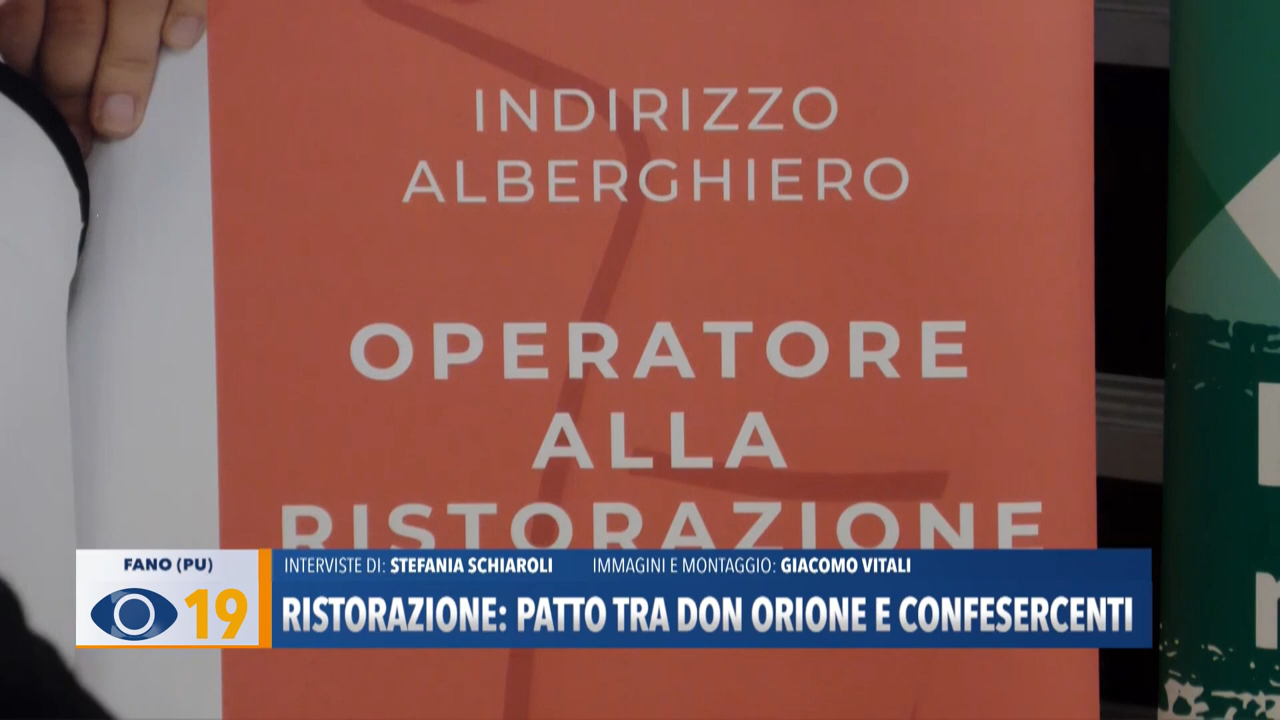 INDIRIZZO
ALBERGHIERO
OPERATORE
ALLA
RISTORAZIONE
FANO (PU)
19
INTERVISTE DI: STEFANIA SCHIAROLI IMMAGINI E MONTAGGIO: GIACOMO VITALI
RISTORAZIONE: PATTO TRA DON ORIONE E CONFESERCENTI